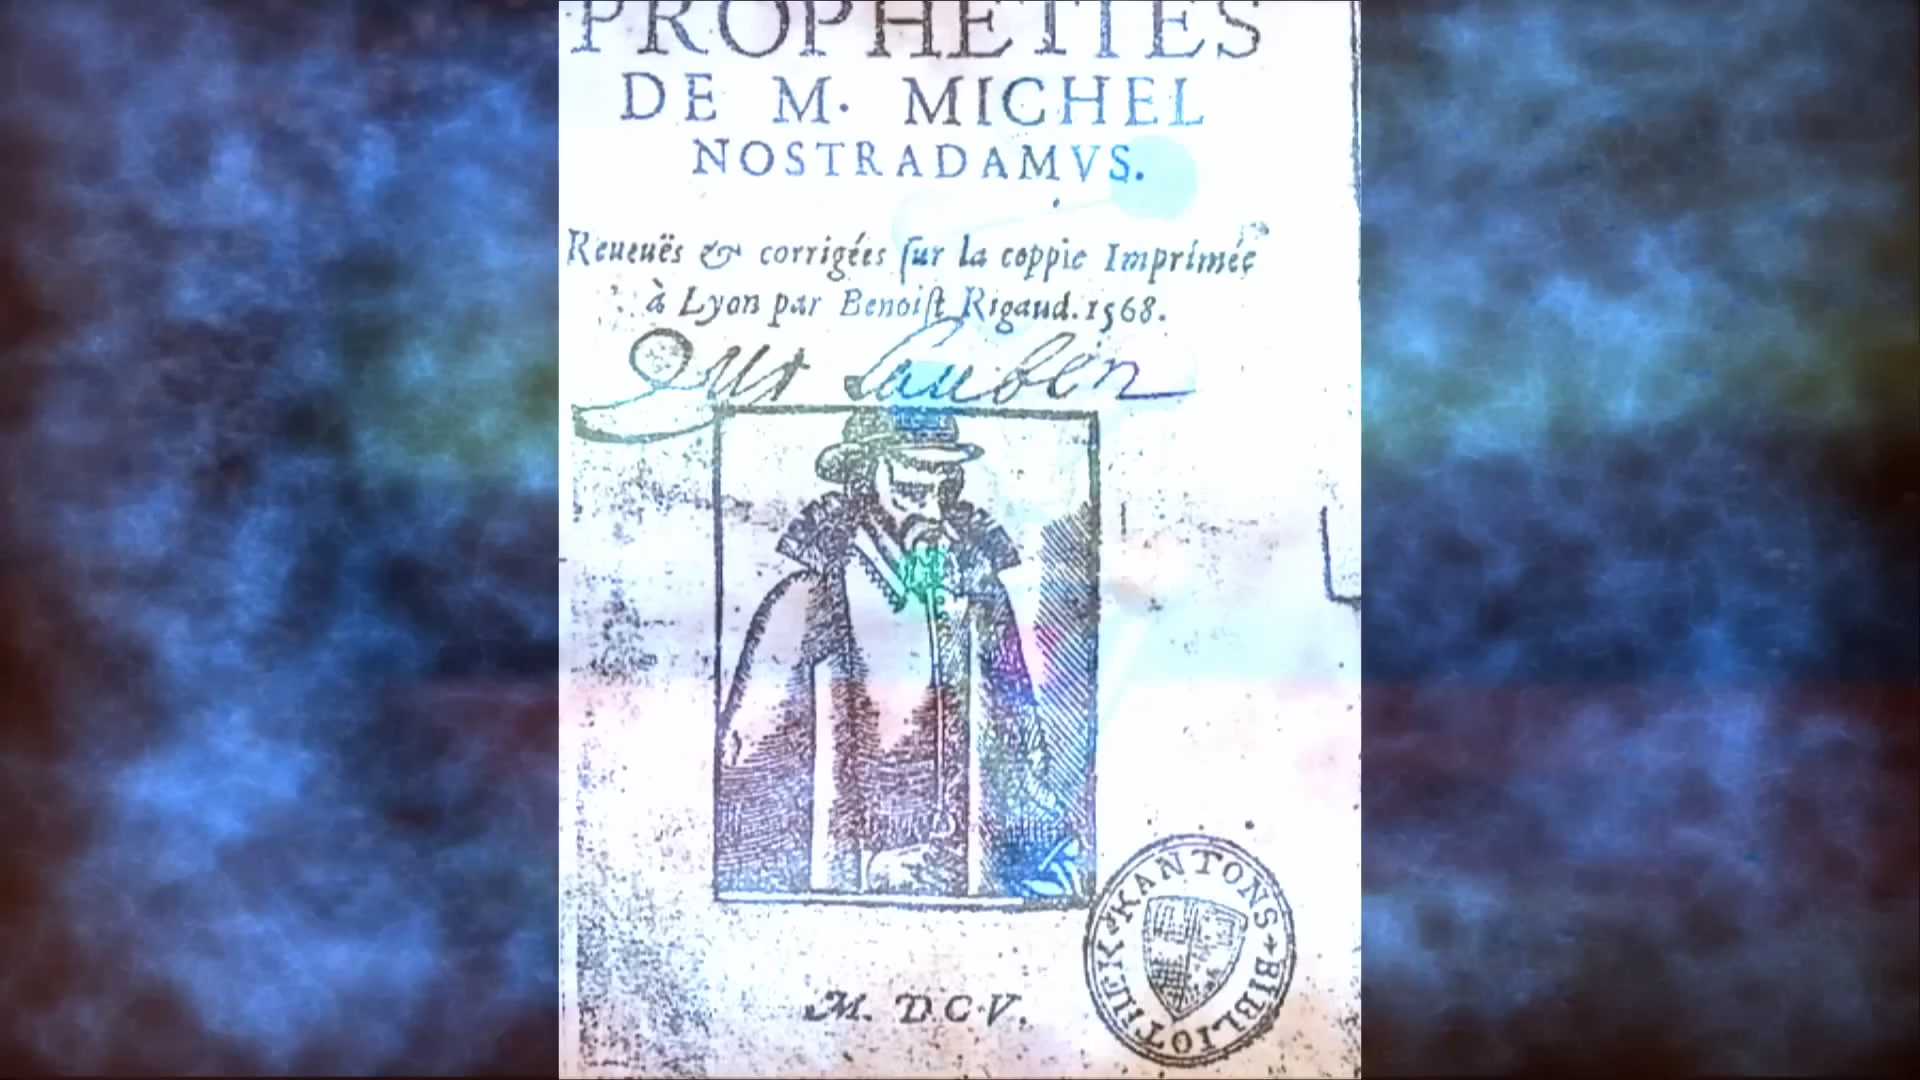 PROPHETIES
DE M. MICHEL
NOSTRADAMVS.
Reueuës & corrigées ſur la coppie Imprimée
à Lyon par Benoiſt Rigaud. 1568.
M. DC.V.
KANTONS BIBLIOTHEK